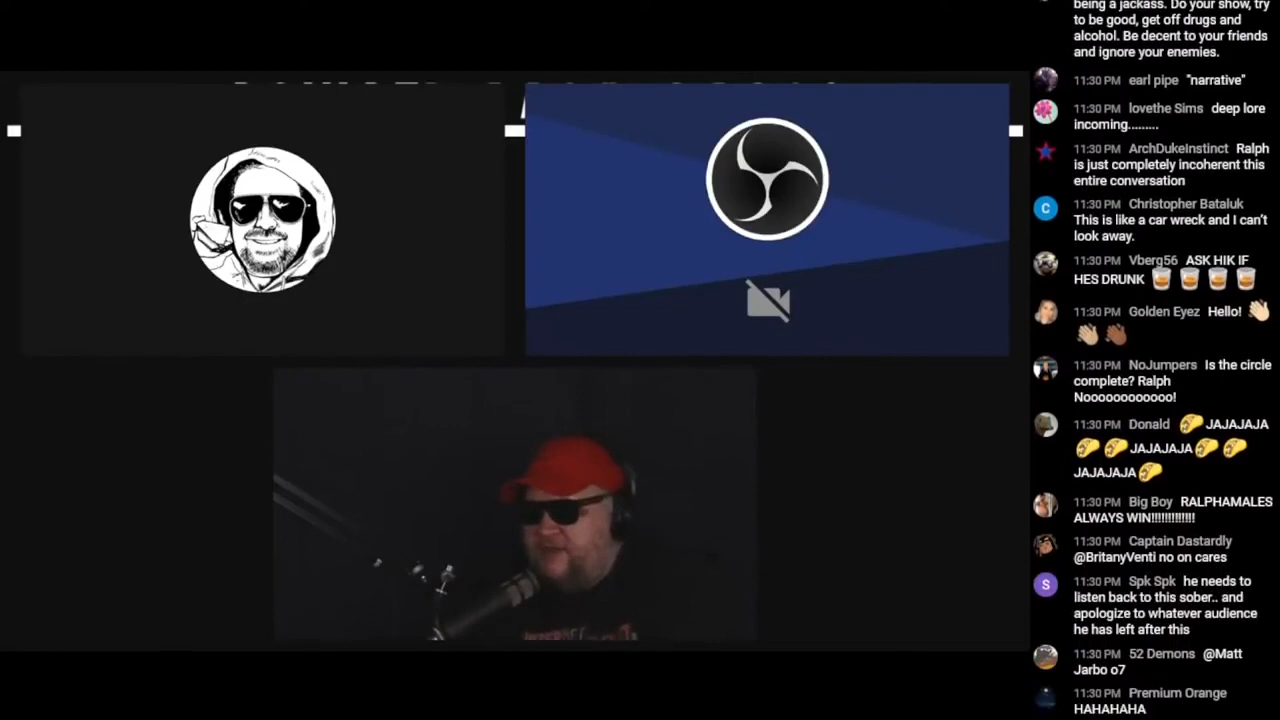 being a jackass. Do your show, try
to be good, get off drugs and
alcohol. Be decent to your friends
and ignore your enemies.
11:30 PM earl pipe "narrative"
11:30 PM lovethe Sims deep lore
incoming.........
11:30 PM ArchDukeInstinct Ralph
is just completely incoherent this
entire conversation
11:30 PM Christopher Bataluk
This is like a car wreck and I can't
look away.
11:30 PM Vberg56 ASK HIK IF
HES DRUNK
11:30 PM Golden Eyez Hello!
11:30 PM NoJumpers Is the circle
complete? Ralph
Nooooooooooo!
11:30 PM Donald JAJAJAJA
JAJAJAJA
JAJAJAJA
11:30 PM Big Boy RALPHAMALES
ALWAYS WIN!!!!!!!!!!!!!
11:30 PM Captain Dastardly
@BritanyVenti no on cares
S 11:30 PM Spk Spk he needs to
listen back to this sober.. and
apologize to whatever audience
he has left after this
11:30 PM 52 Demons @Matt
Jarbo o7
11:30 PM Premium Orange
HAHAHAHA